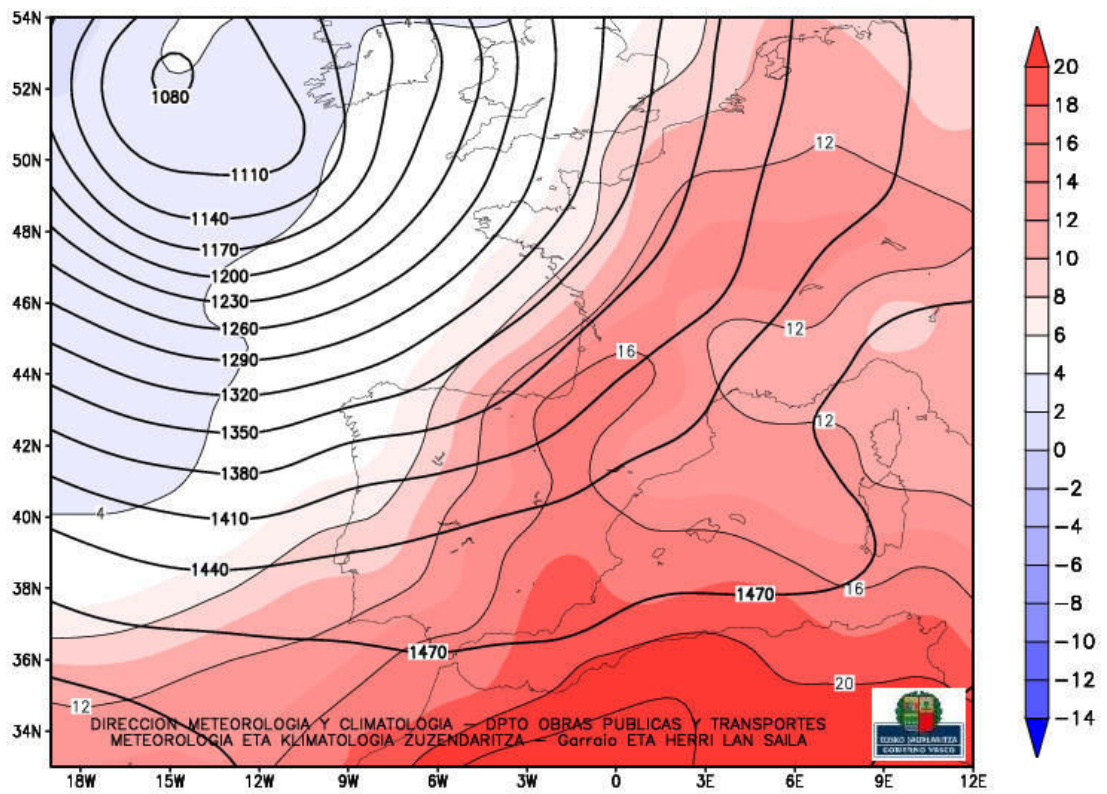 54N
4
20
52N
18
1080
12
16
50N
1110
14
1140
12
48N
1170
10
1200
46N
1230
12
8
1260
6
16
1290
4
44N
1320
2
1350
12
42N
0
1380
−2
1410
4
40N
−4
1440
−6
38N
1470
16
−8
1470
−10
36N
20
12
−12
DIRECCION METEOROLOGIA Y CLIMATOLOGIA − DPTO OBRAS PUBLICAS Y TRANSPORTES
−14
34N
METEOROLOGIA ETA KLIMATOLOGIA ZUZENDARITZA − Garraio ETA HERRI LAN SAILA
EUSKO JAURLARITZA
GOBIERNO VASCO
18W 15W 12W 9W 6W 3W 0 3E 6E 9E 12E